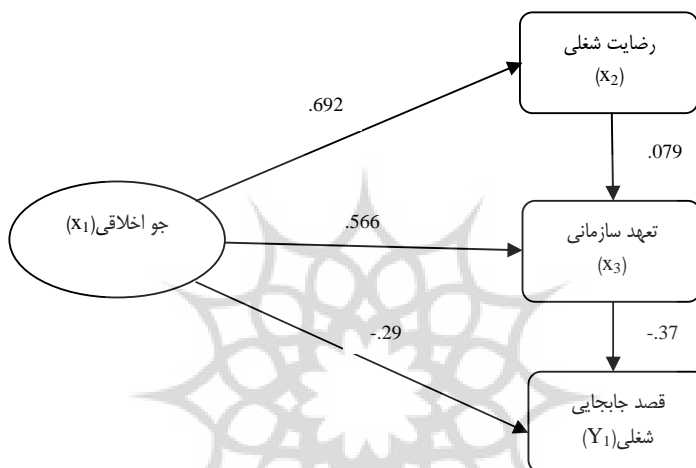 رضایت شغلی
(x2)
.692
.079
جو اخلاقی(x1)
.566
تعهد سازمانی
(x3)
-.29
-.37
قصد جابجایی
شغلی(Y1)